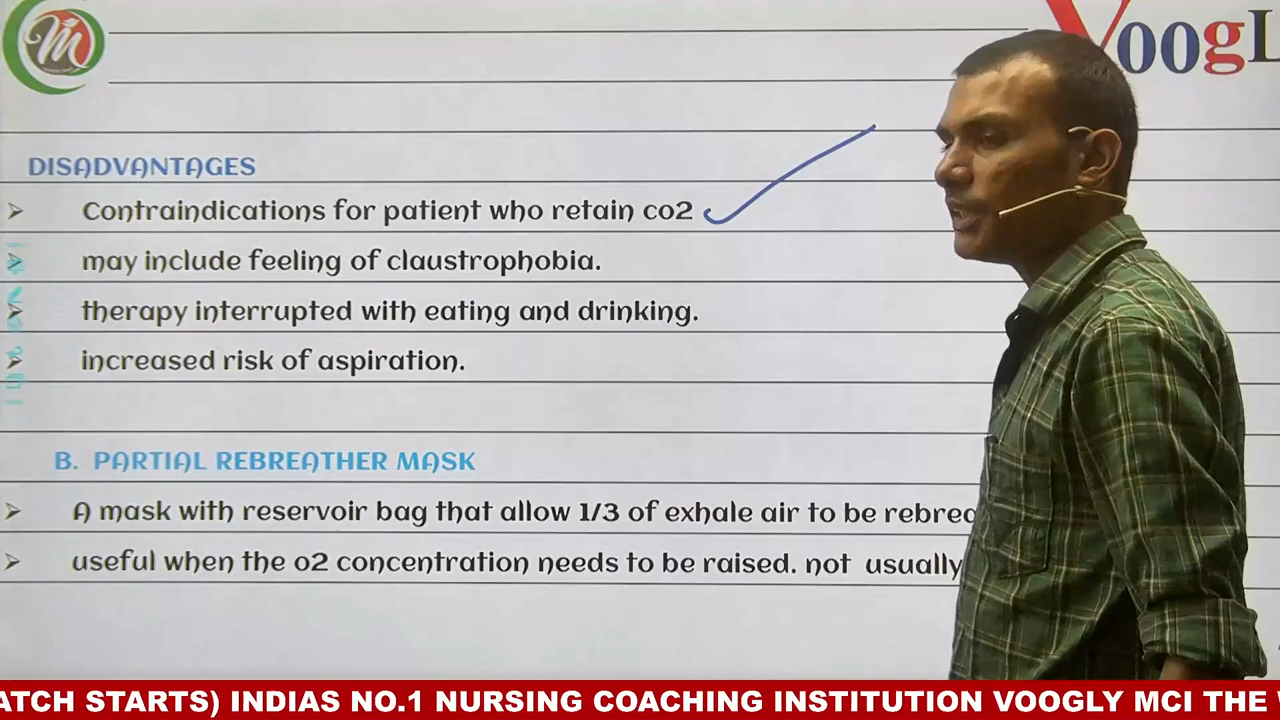 VoogL
DISADVANTAGES
➤ Contraindications for patient who retain co2
➤ may include feeling of claustrophobia.
➤ therapy interrupted with eating and drinking.
➤ increased risk of aspiration.
B. PARTIAL REBREATHER MASK
➤ A mask with reservoir bag that allow 1/3 of exhale air to be rebrea
➤ useful when the o2 concentration needs to be raised. not usually
ATCH STARTS) INDIAS NO.1 NURSING COACHING INSTITUTION VOOGLY MCI THE